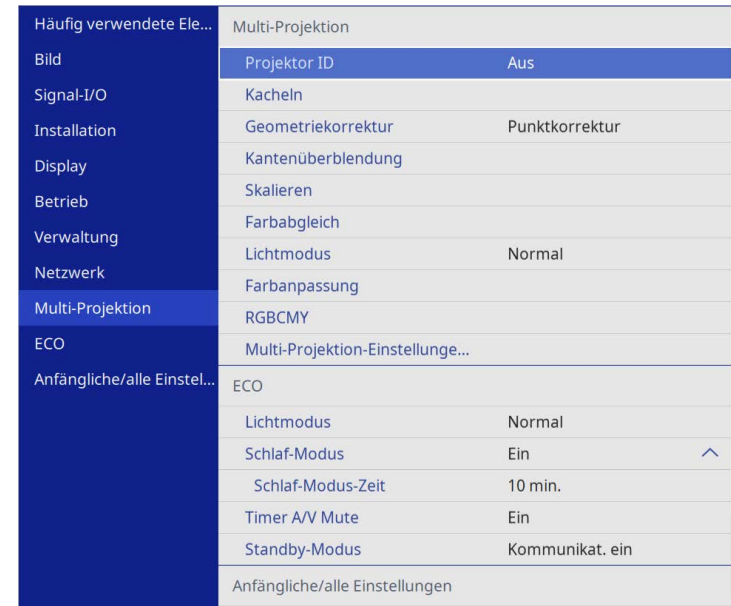 Häufig verwendete Ele...
Bild
Signal-I/O
Installation
Display
Betrieb
Verwaltung
Netzwerk
Multi-Projektion
ECO
Anfängliche/alle Einstel...
Multi-Projektion
Projektor ID Aus
Kacheln
Geometriekorrektur Punktkorrektur
Kantenüberblendung
Skalieren
Farbabgleich
Lichtmodus Normal
Farbanpassung
RGBCMY
Multi-Projektion-Einstellunge...
ECO
Lichtmodus Normal
Schlaf-Modus Ein
Schlaf-Modus-Zeit 10 min.
Timer A/V Mute Ein
Standby-Modus Kommunikat. ein
Anfängliche/alle Einstellungen